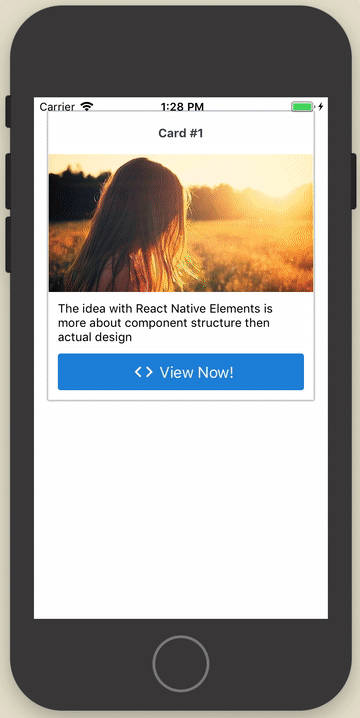 Carrier 1:28 PM
Card #1
The idea with React Native Elements is
more about component structure then
actual design
View Now!